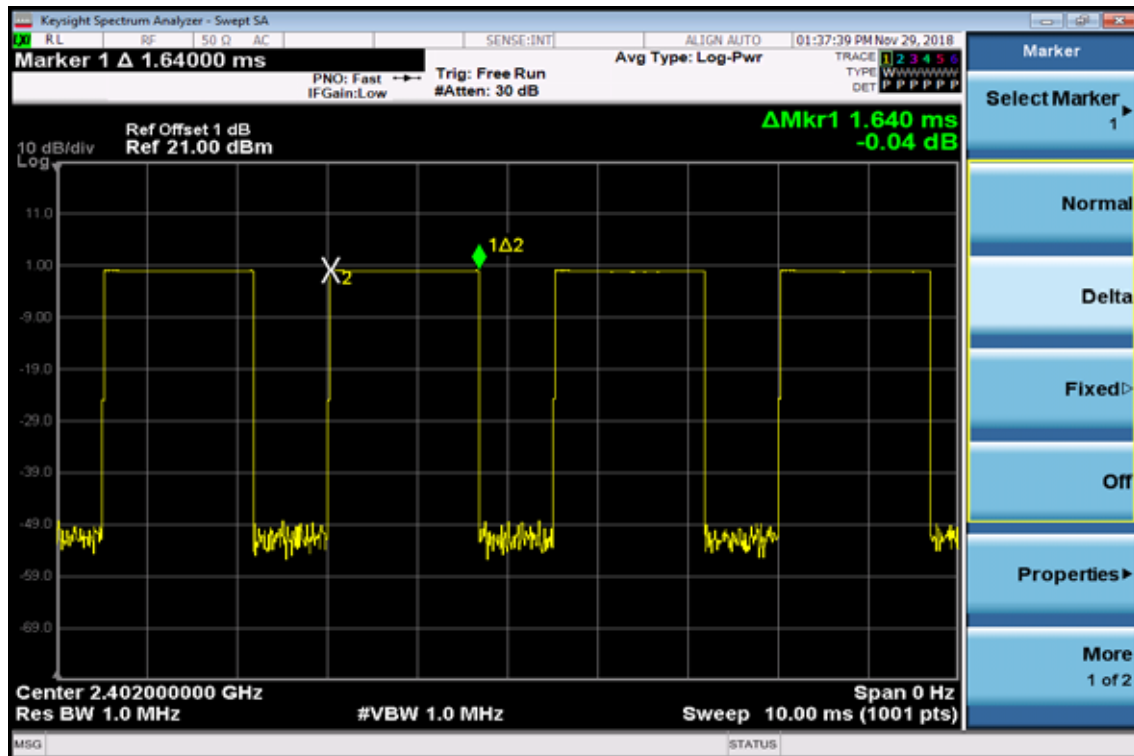 Keysight Spectrum Analyzer - Swept SA
RL RF 50 Ω AC SENSE:INT ALIGN AUTO 01:37:39 PM Nov 29, 2018
Marker 1 Δ 1.64000 ms
PNO: Fast
IFGain:Low
Trig: Free Run
#Atten: 30 dB
Avg Type: Log-Pwr
TRACE 1 2 3 4 5 6
TYPE W
DET P P P P P P
ΔMkr1 1.640 ms
-0.04 dB
Ref Offset 1 dB
10 dB/div Ref 21.00 dBm
Log
11.0
1.00
-9.00
-19.0
-29.0
-39.0
-49.0
-59.0
-69.0
1Δ2
X2
Center 2.402000000 GHz Span 0 Hz
Res BW 1.0 MHz #VBW 1.0 MHz Sweep 10.00 ms (1001 pts)
MSG STATUS
Marker
Select Marker
1
Normal
Delta
Fixed
Off
Properties
More
1 of 2